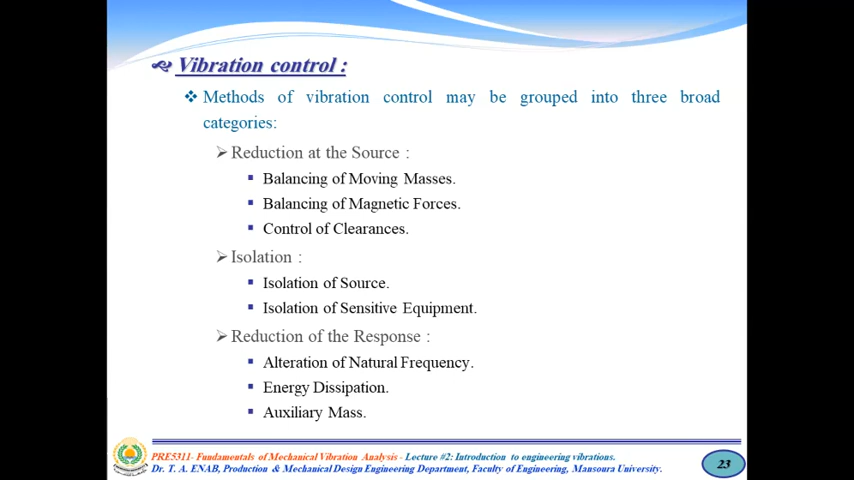 Vibration control :
Methods of vibration control may be grouped into three broad
categories:
Reduction at the Source :
Balancing of Moving Masses.
Balancing of Magnetic Forces.
Control of Clearances.
Isolation :
Isolation of Source.
Isolation of Sensitive Equipment.
Reduction of the Response :
Alteration of Natural Frequency.
Energy Dissipation.
Auxiliary Mass.
PRE5311- Fundamentals of Mechanical Vibration Analysis - Lecture #2: Introduction to engineering vibrations.
Dr. T. A. ENAB, Production & Mechanical Design Engineering Department, Faculty of Engineering, Mansoura University.
23